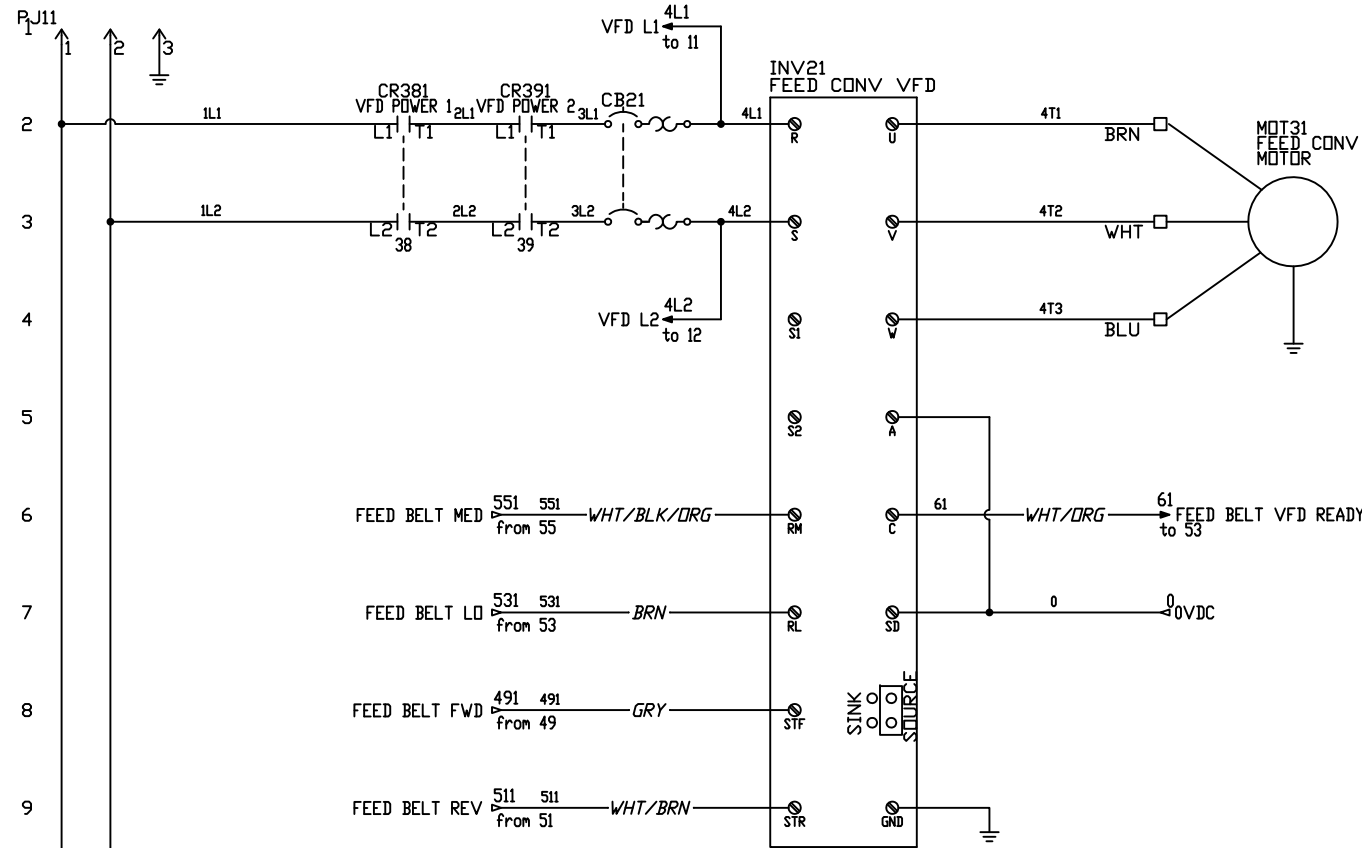 PJ11
1
1
2
3
4L1
VFD L1
to 11
INV21
FEED CONV VFD
CR381
VFD POWER 1
CR391
VFD POWER 2
CB21
2
1L1
L1
T1
2L1
L1
T1
3L1
4L1
R
U
4T1
BRN
MOT31
FEED CONV
MOTOR
3
1L2
L2
T2
38
2L2
L2
T2
39
3L2
4L2
S
V
4T2
WHT
4
4L2
VFD L2
to 12
S1
W
4T3
BLU
5
S2
A
6
FEED BELT MED
551
from 55
551
WHT/BLK/ORG
RM
C
61
WHT/ORG
61
to 53
FEED BELT VFD READY
7
FEED BELT LO
531
from 53
531
BRN
RL
SD
0
0
0VDC
8
FEED BELT FWD
491
from 49
491
GRY
STF
SINK
SOURCE
9
FEED BELT REV
511
from 51
511
WHT/BRN
STR
GND